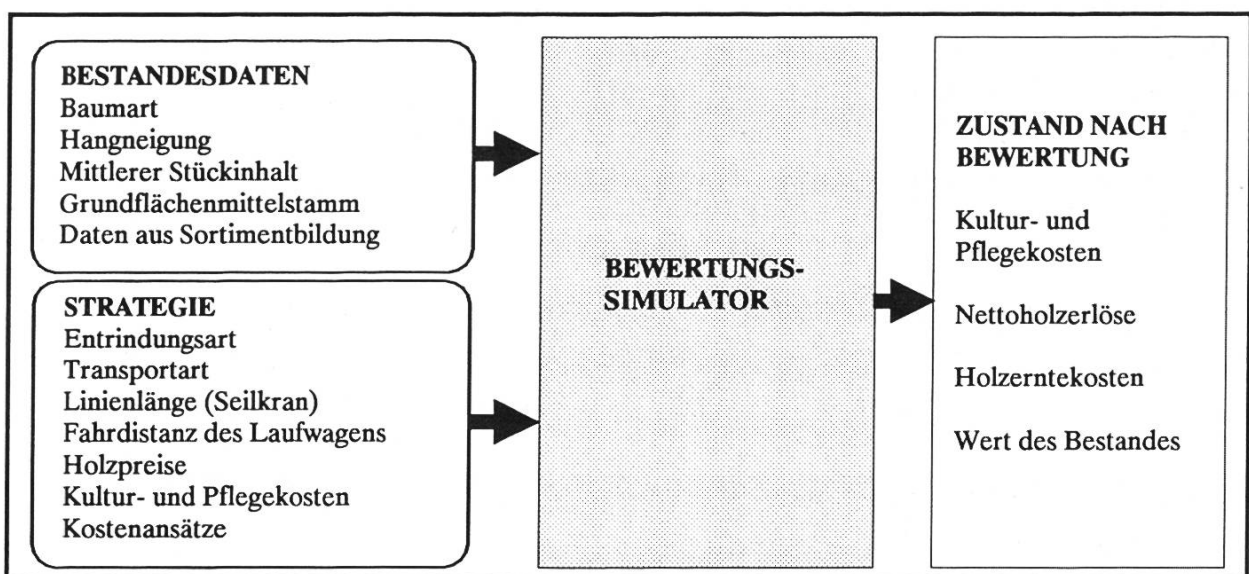 BESTANDESDATEN
Baumart
Hangneigung
Mittlerer Stückinhalt
Grundflächenmittelstamm
Daten aus Sortimentbildung
STRATEGIE
Entrindungsart
Transportart
Linienlänge (Seilkran)
Fahrdistanz des Laufwagens
Holzpreise
Kultur- und Pflegekosten
Kostenansätze
BEWERTUNGS-
SIMULATOR
ZUSTAND NACH
BEWERTUNG
Kultur- und
Pflegekosten
Nettoholzerlöse
Holzerntekosten
Wert des Bestandes